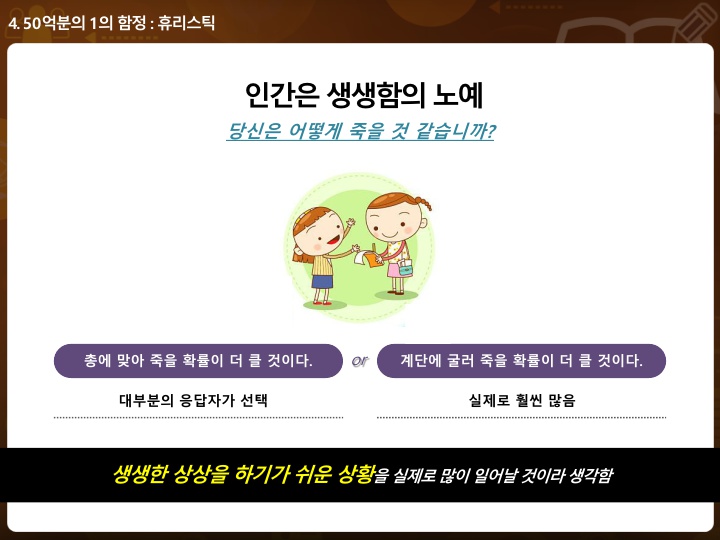 4. 50억분의 1의 함정 : 휴리스틱
인간은 생생함의 노예
당신은 어떻게 죽을 것 같습니까?
총에 맞아 죽을 확률이 더 클 것이다.
or
계단에 굴러 죽을 확률이 더 클 것이다.
대부분의 응답자가 선택
실제로 훨씬 많음
생생한 상상을 하기가 쉬운 상황을 실제로 많이 일어날 것이라 생각함